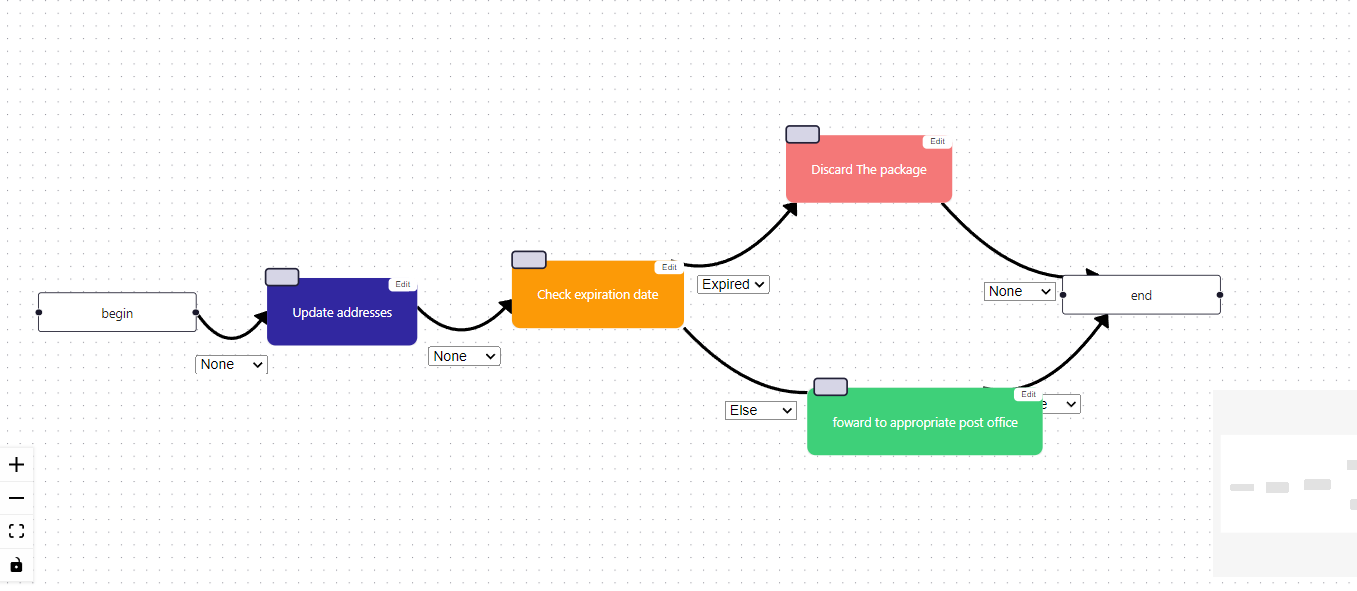 Edit
Discard The package
Edit
Check expiration date
Expired
Edit
Update addresses
begin
None
None
None
end
Else
Edit
foward to appropriate post office